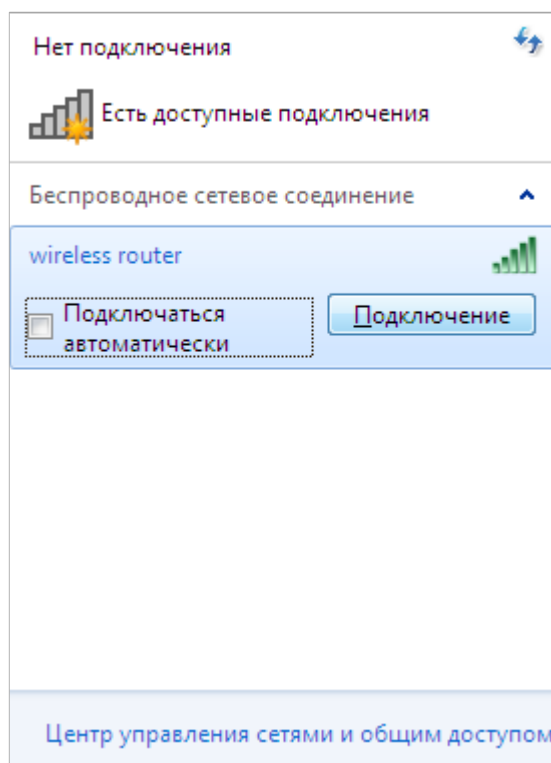 Нет подключения
Есть доступные подключения
Беспроводное сетевое соединение
wireless router
Подключаться
автоматически
Подключение
Центр управления сетями и общим доступом